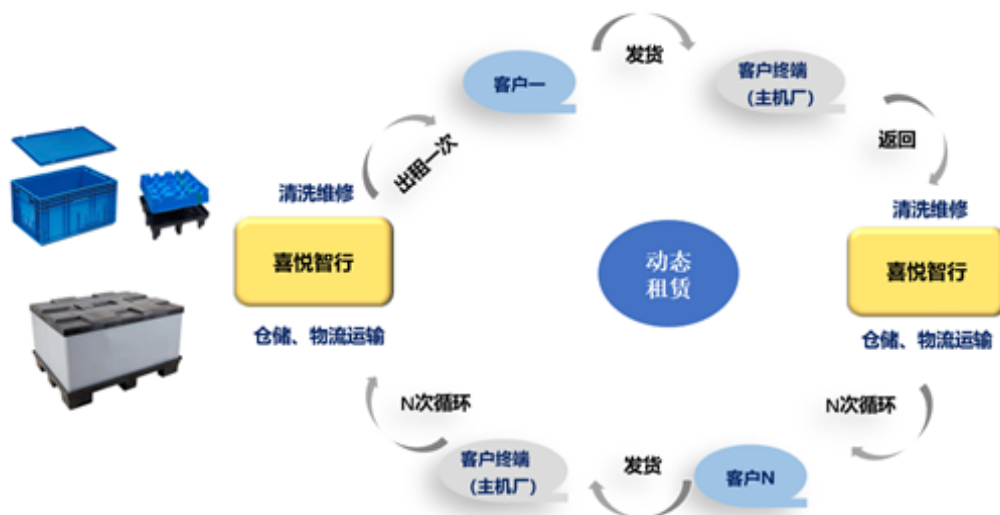 发货
客户一
客户终端
（主机厂）
出租一次
返回
清洗维修
清洗维修
喜悦智行
动态
租赁
喜悦智行
仓储、物流运输
仓储、物流运输
N次循环
N次循环
客户终端
（主机厂）
发货
客户N